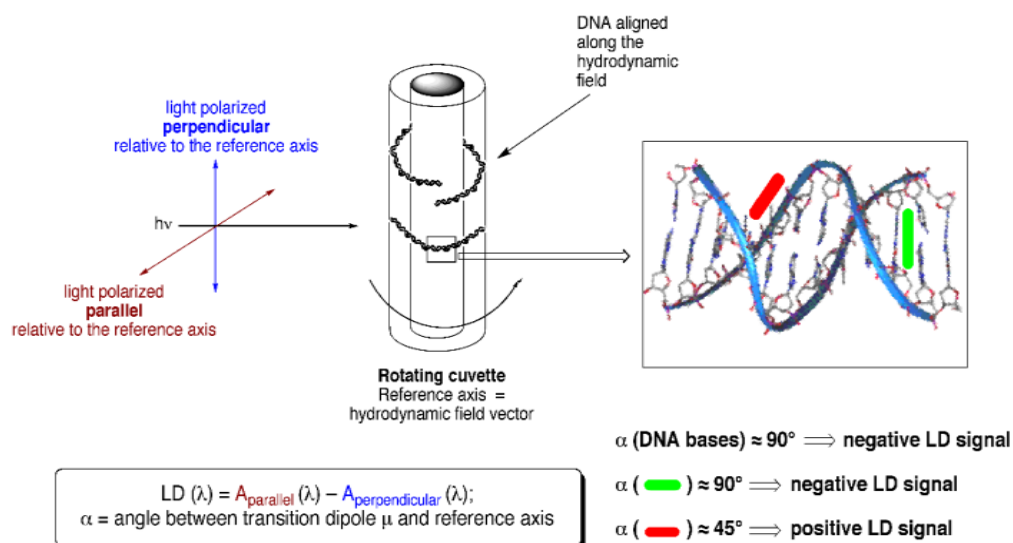 DNA aligned
along the
hydrodynamic
field
light polarized
perpendicular
relative to the reference axis
hν
light polarized
parallel
relative to the reference axis
Rotating cuvette
Reference axis =
hydrodynamic field vector
α (DNA bases) ≈ 90° ⟹ negative LD signal
α ( ) ≈ 90° ⟹ negative LD signal
α ( ) ≈ 45° ⟹ positive LD signal
LD (λ) = Aparallel (λ) – Aperpendicular (λ);
α = angle between transition dipole μ and reference axis